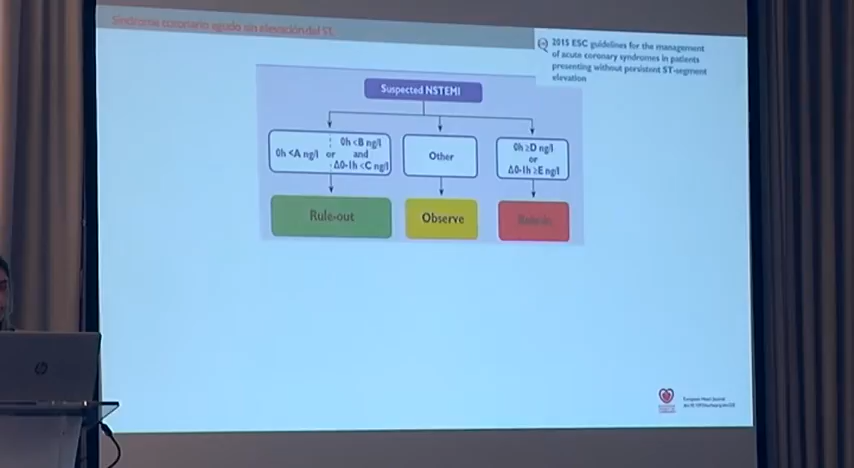 Síndrome coronario agudo sin elevación del ST
2015 ESC guidelines for the management
of acute coronary syndromes in patients
presenting without persistent ST-segment
elevation
Suspected NSTEMI
0h <A ng/l or 0h <B ng/l
and
Δ0-1h <C ng/l
Other
0h ≥D ng/l
or
Δ0-1h ≥E ng/l
Rule-out
Observe
Rule-in
European Heart Journal
hp